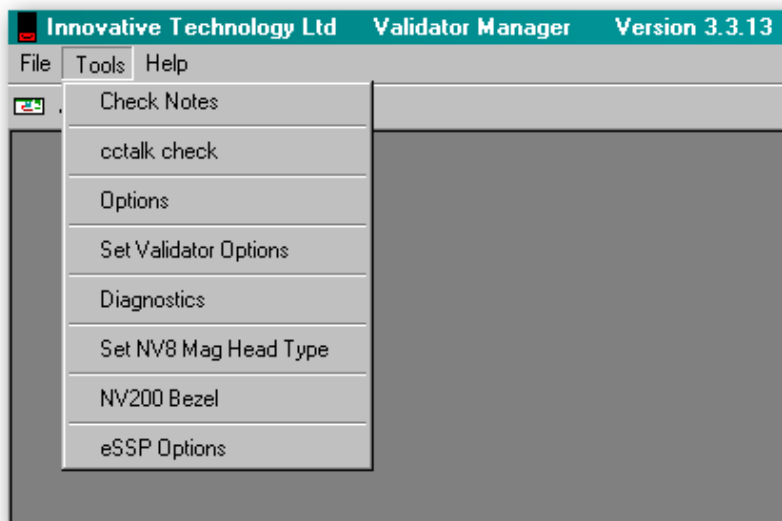 Innovative Technology Ltd Validator Manager Version 3.3.13
File Tools Help
Check Notes
cctalk check
Options
Set Validator Options
Diagnostics
Set NV8 Mag Head Type
NV200 Bezel
eSSP Options